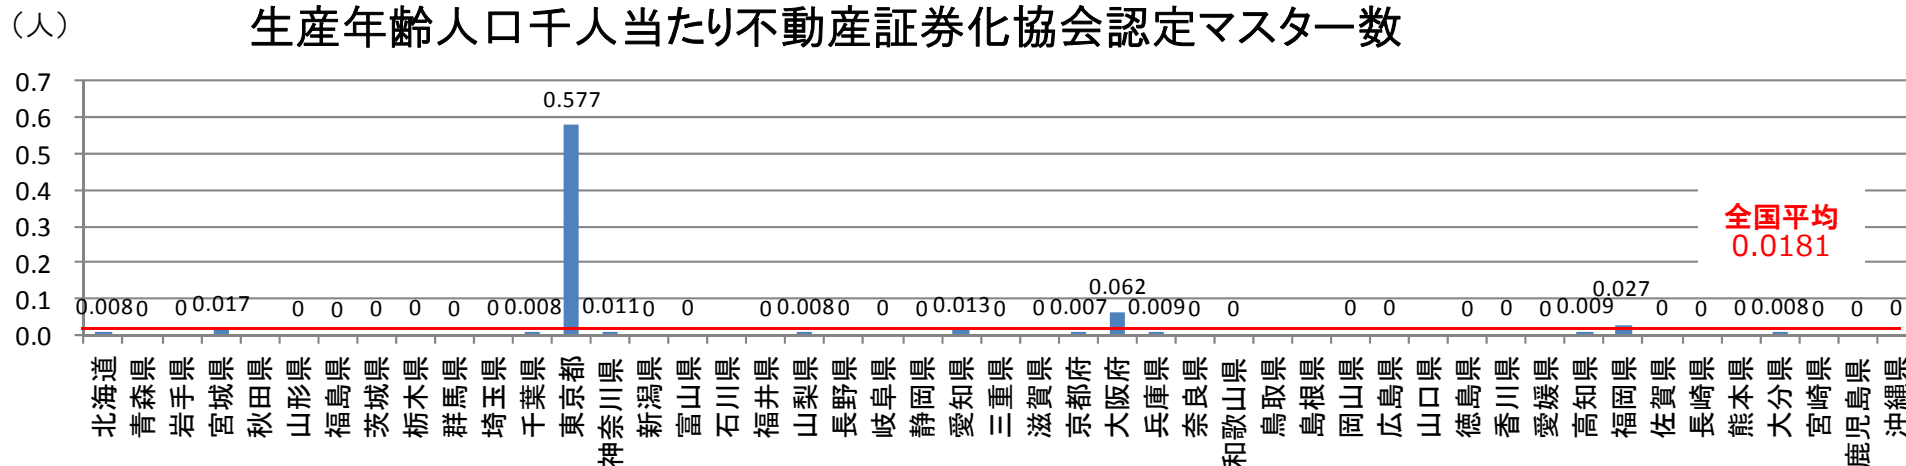 （人）
生産年齢人口千人当たり不動産証券化協会認定マスター数
0.7
0.6
0.5
0.4
0.3
0.2
0.1
0.0
0.008
0
0
0.017
0
0
0
0
0
0
0.008
0.577
0.011
0
0
0
0.008
0
0
0
0.013
0
0
0.007
0.062
0.009
0
0
0
0
0
0
0
0.009
0.027
0
0
0
0.008
0
0
0
全国平均
0.0181
北海道
青森県
岩手県
宮城県
秋田県
山形県
福島県
茨城県
栃木県
群馬県
埼玉県
千葉県
東京都
神奈川県
新潟県
富山県
石川県
福井県
山梨県
長野県
岐阜県
静岡県
愛知県
三重県
滋賀県
京都府
大阪府
兵庫県
奈良県
和歌山県
鳥取県
島根県
岡山県
広島県
山口県
徳島県
香川県
愛媛県
高知県
福岡県
佐賀県
長崎県
熊本県
大分県
宮崎県
鹿児島県
沖縄県